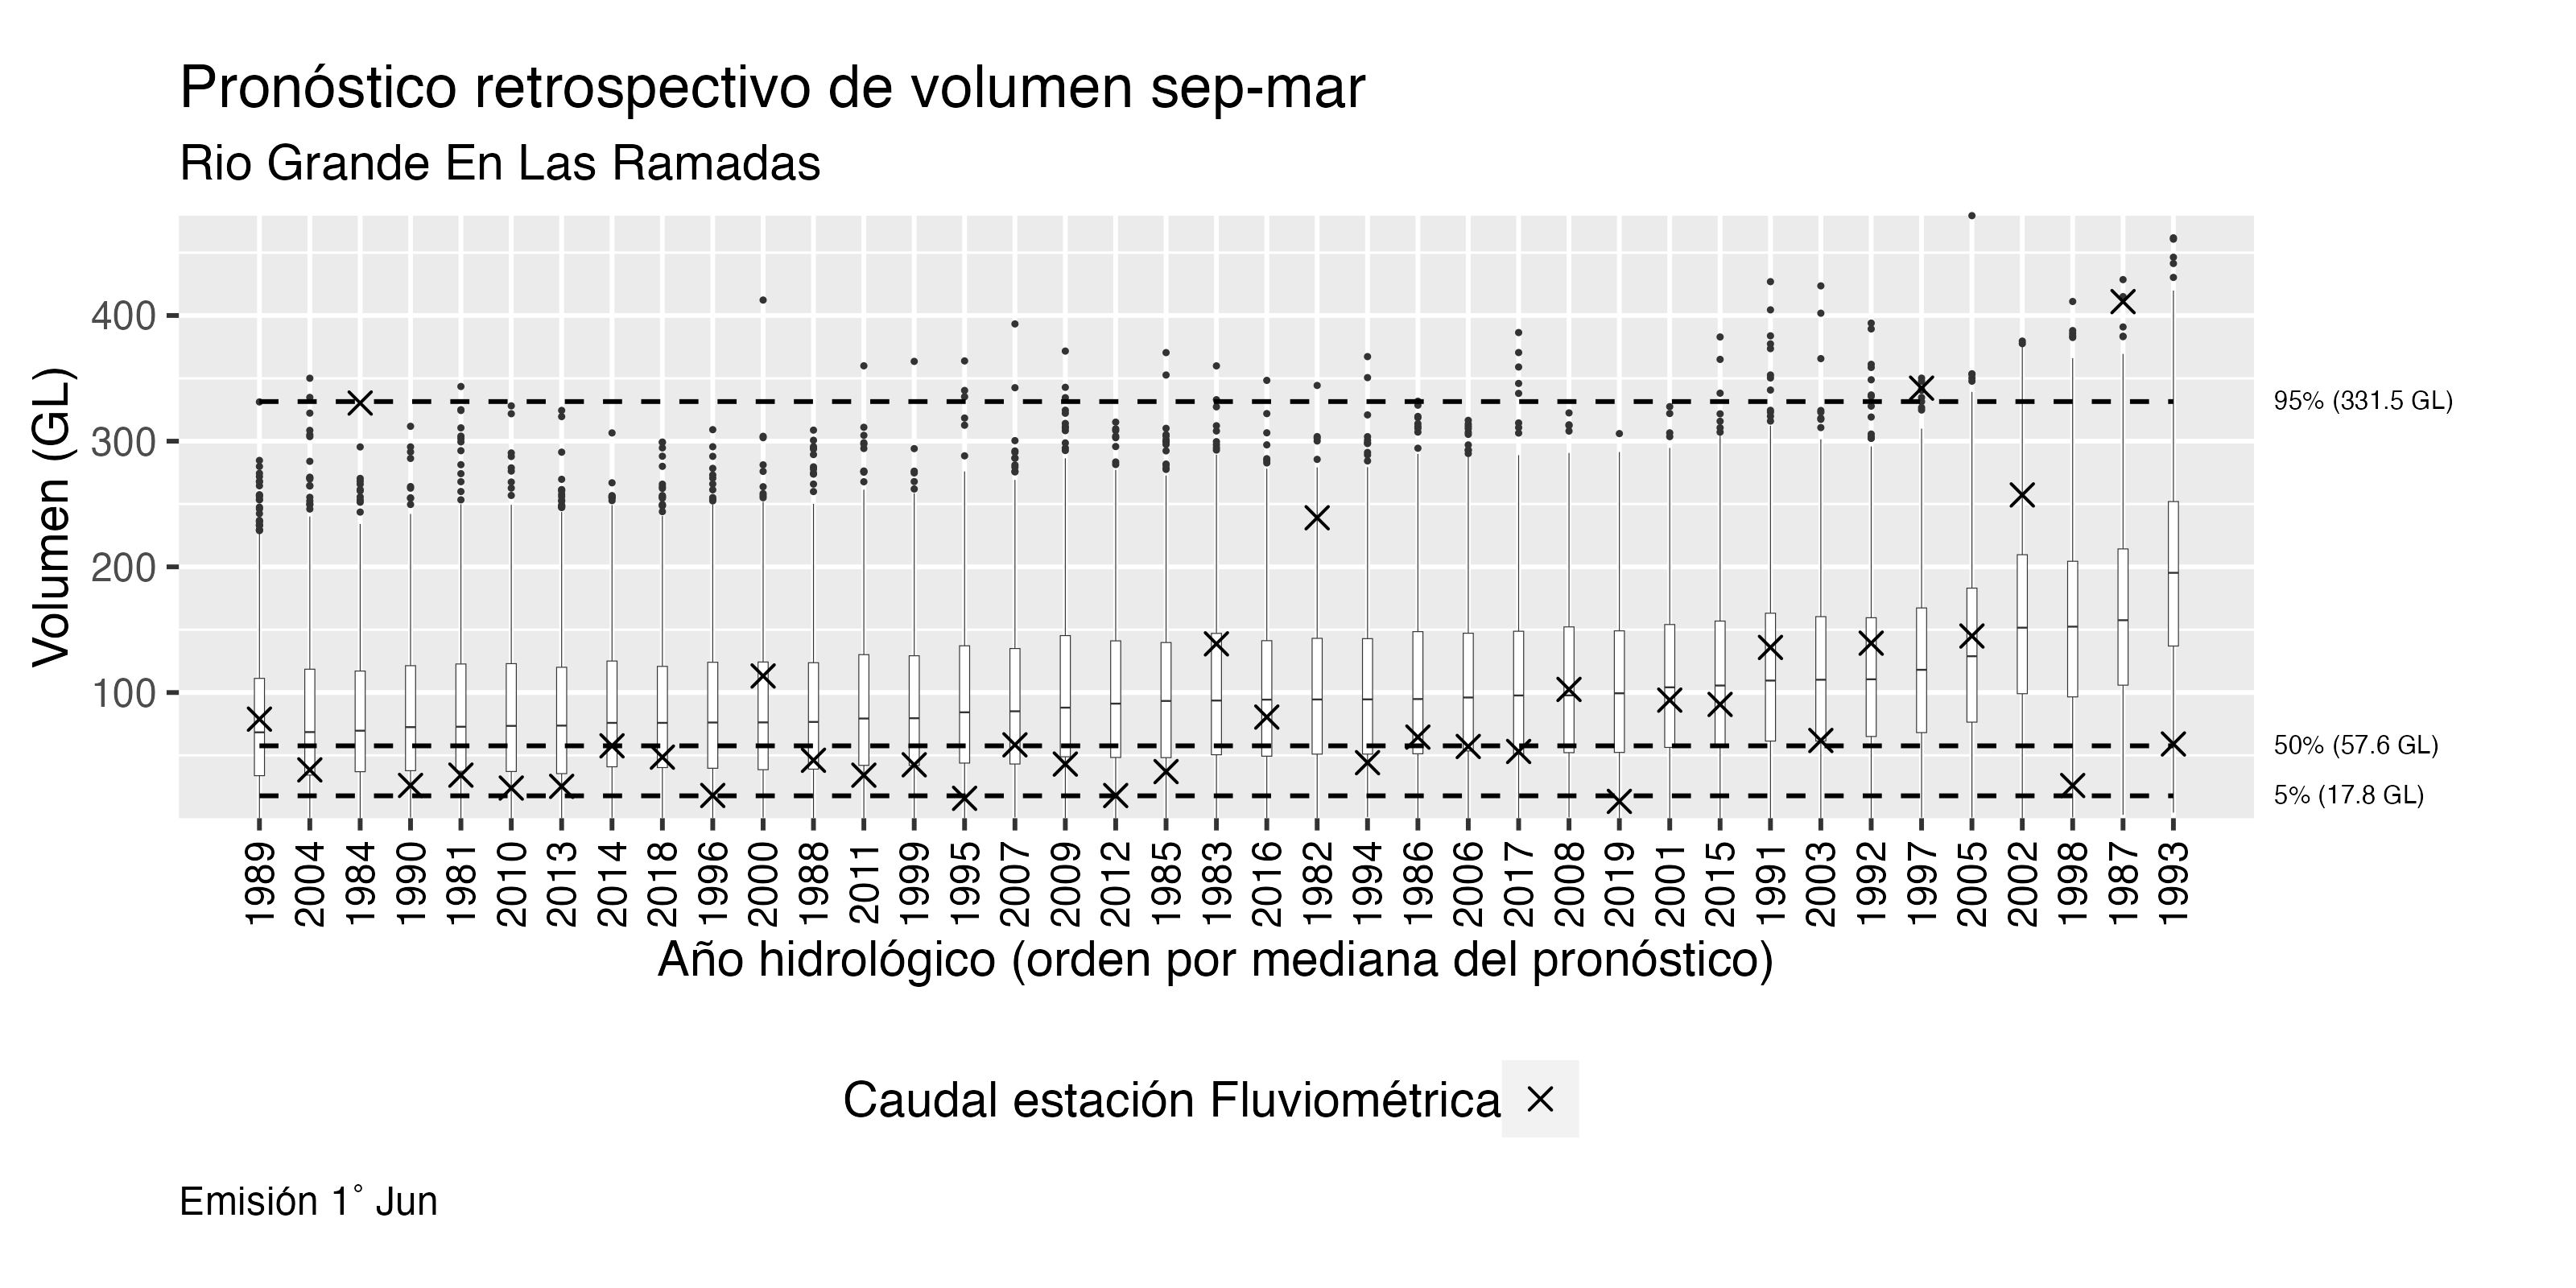 Pronóstico retrospectivo de volumen sep-mar
Rio Grande En Las Ramadas
Volumen (GL)
400
300
200
100
95% (331.5 GL)
50% (57.6 GL)
5% (17.8 GL)
1989 2004 1984 1990 1981 2010 2013 2014 2018 1996 2000 1988 2011 1999 1995 2007 2009 2012 1985 1983 2016 1982 1994 1986 2006 2017 2008 2019 2001 2015 1991 2003 1992 1997 2005 2002 1998 1987 1993
Año hidrológico (orden por mediana del pronóstico)
Caudal estación Fluviométrica
Emisión 1° Jun